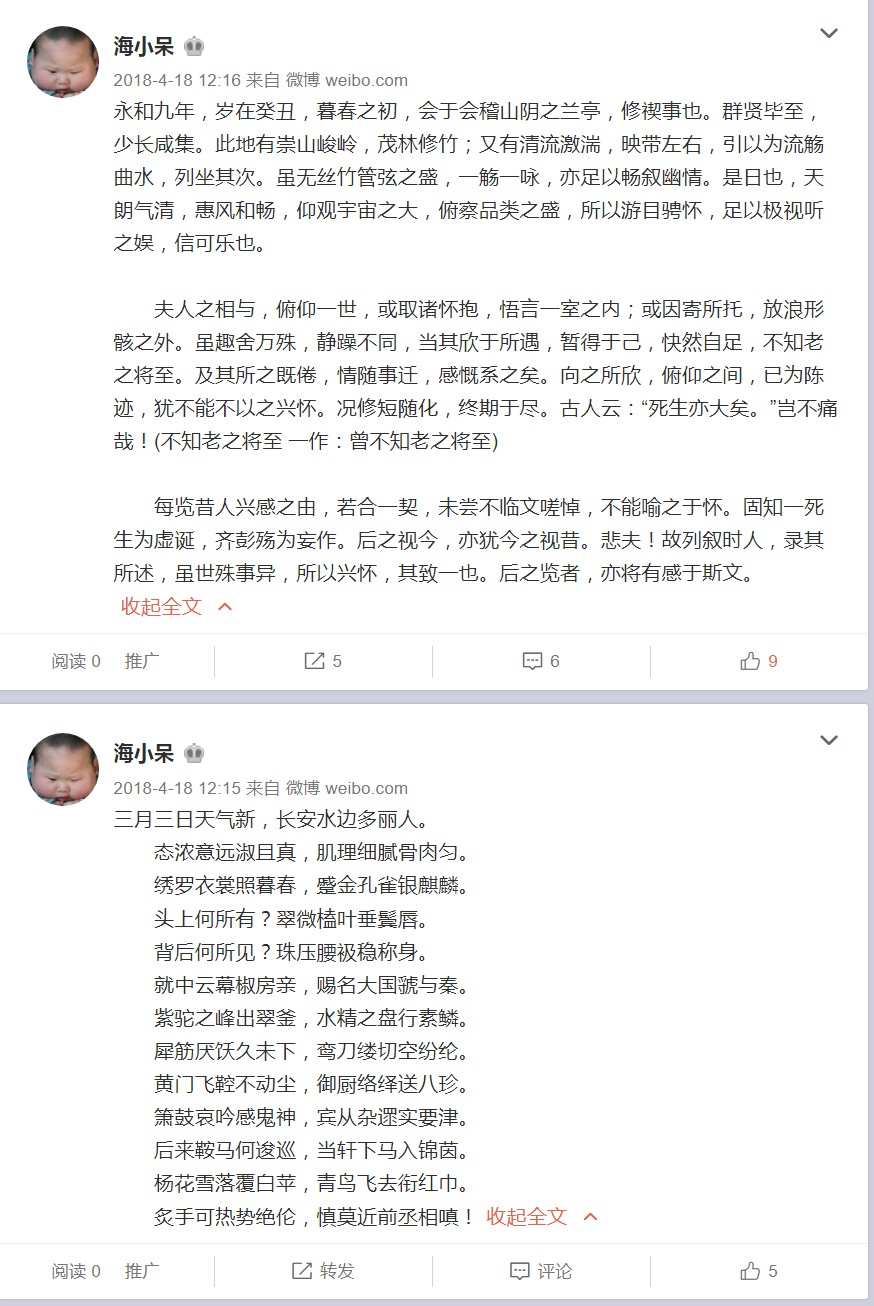 海小呆
2018-4-18 12:16 来自 微博 weibo.com
永和九年，岁在癸丑，暮春之初，会于会稽山阴之兰亭，修禊事也。群贤毕至，
少长咸集。此地有崇山峻岭，茂林修竹；又有清流激湍，映带左右，引以为流觞
曲水，列坐其次。虽无丝竹管弦之盛，一觞一咏，亦足以畅叙幽情。是日也，天
朗气清，惠风和畅，仰观宇宙之大，俯察品类之盛，所以游目骋怀，足以极视听
之娱，信可乐也。
夫人之相与，俯仰一世，或取诸怀抱，悟言一室之内；或因寄所托，放浪形
骸之外。虽趣舍万殊，静躁不同，当其欣于所遇，暂得于己，快然自足，不知老
之将至。及其所之既倦，情随事迁，感慨系之矣。向之所欣，俯仰之间，已为陈
迹，犹不能不以之兴怀。况修短随化，终期于尽。古人云：“死生亦大矣。”岂不痛
哉！(不知老之将至 一作：曾不知老之将至)
每览昔人兴感之由，若合一契，未尝不临文嗟悼，不能喻之于怀。固知一死
生为虚诞，齐彭殇为妄作。后之视今，亦犹今之视昔。悲夫！故列叙时人，录其
所述，虽世殊事异，所以兴怀，其致一也。后之览者，亦将有感于斯文。
收起全文
阅读 0 推广 5 6 9
海小呆
2018-4-18 12:15 来自 微博 weibo.com
三月三日天气新，长安水边多丽人。
态浓意远淑且真，肌理细腻骨肉匀。
绣罗衣裳照暮春，蹙金孔雀银麒麟。
头上何所有？翠微㔩叶垂鬓唇。
背后何所见？珠压腰衱稳称身。
就中云幕椒房亲，赐名大国虢与秦。
紫驼之峰出翠釜，水精之盘行素鳞。
犀筋厌饫久未下，鸾刀缕切空纷纶。
黄门飞鞚不动尘，御厨络绎送八珍。
箫鼓哀吟感鬼神，宾从杂遝实要津。
后来鞍马何逡巡，当轩下马入锦茵。
杨花雪落覆白苹，青鸟飞去衔红巾。
炙手可热势绝伦，慎莫近前丞相嗔！ 收起全文
阅读 0 推广 转发 评论 5